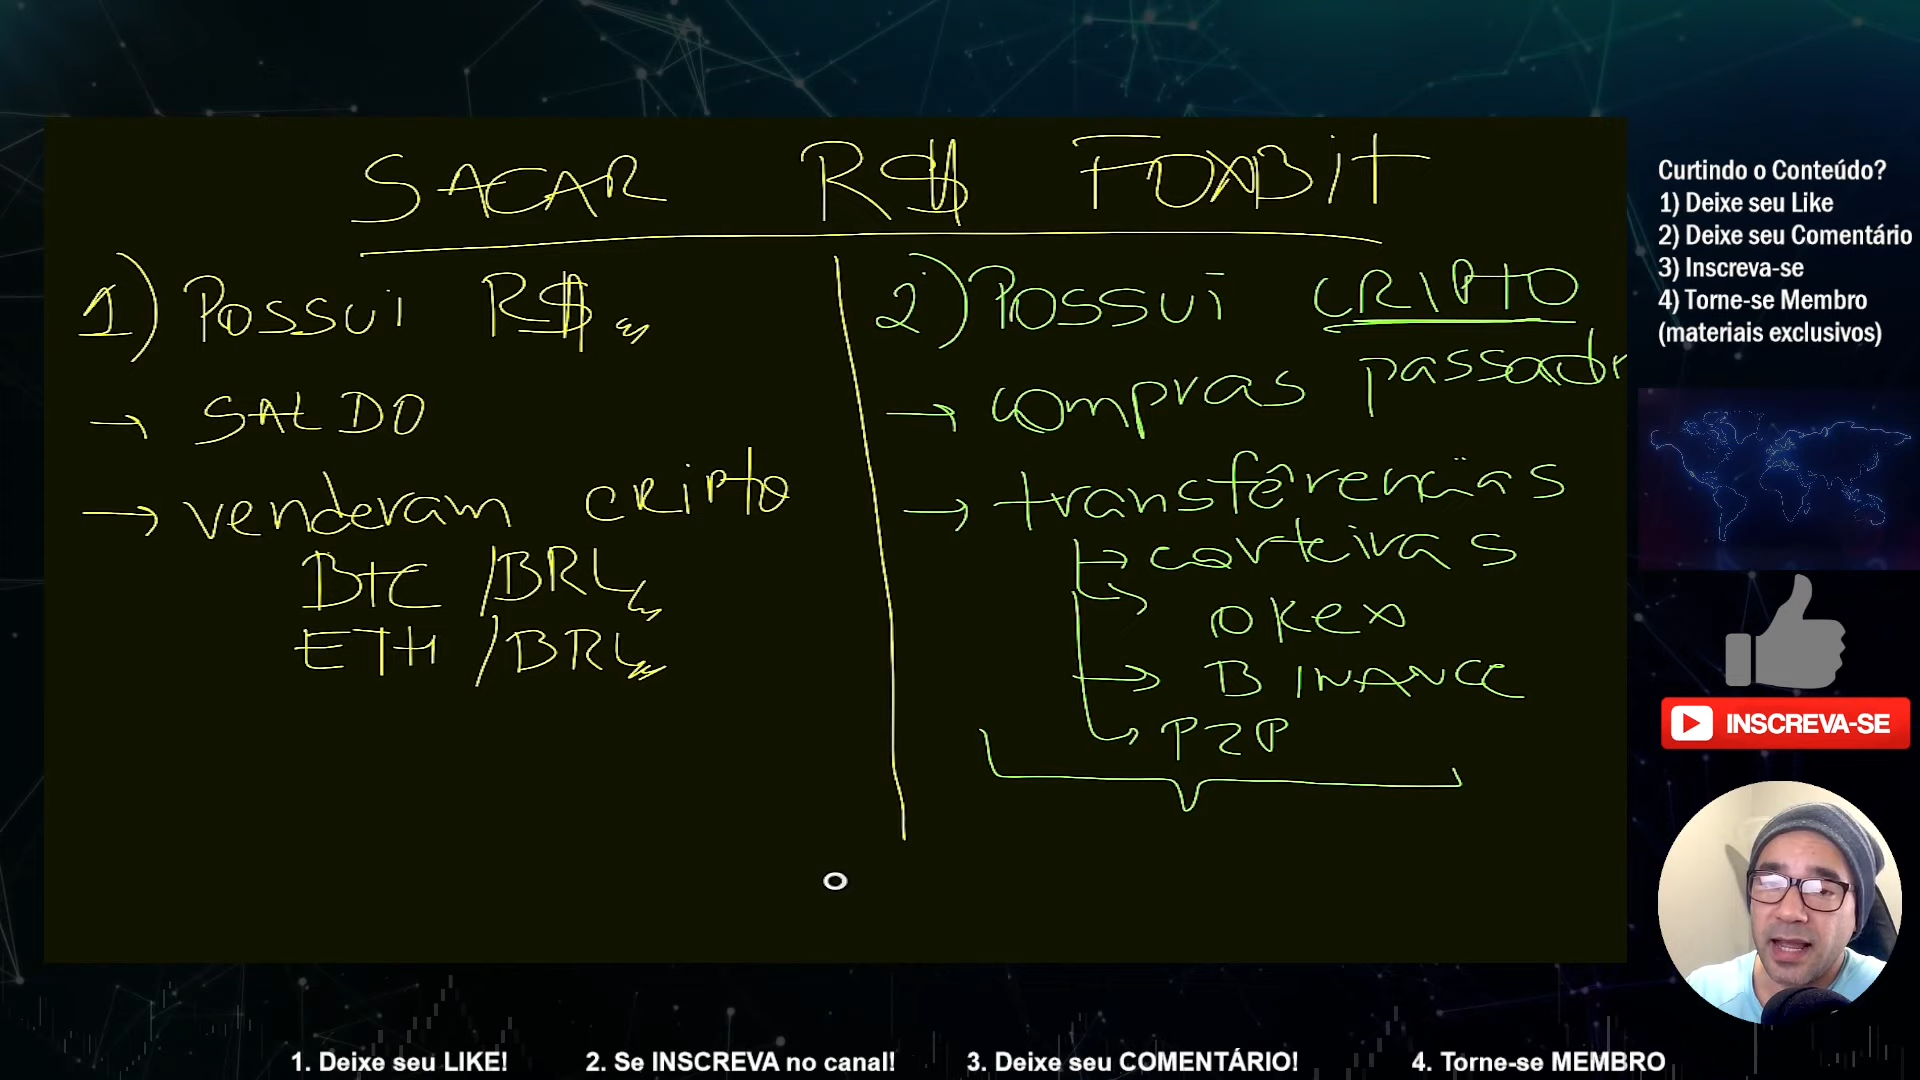 SACAR R$ FOXBIT
1) POSSUI R$
→ SALDO
→ venderam cripto
BTC /BRL
ETH /BRL
2) POSSUI CRIPTO
→ compras passado
→ transferências
→ carteiras
OKEX
→ BINANCE
→ P2P
Curtindo o Conteúdo?
1) Deixe seu Like
2) Deixe seu Comentário
3) Inscreva-se
4) Torne-se Membro
(materiais exclusivos)
INSCREVA-SE
1. Deixe seu LIKE! 2. Se INSCREVA no canal! 3. Deixe seu COMENTÁRIO! 4. Torne-se MEMBRO